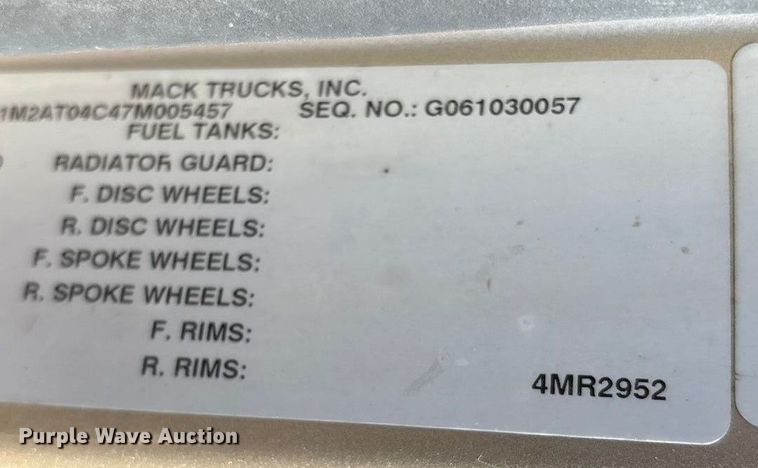 MACK TRUCKS, INC.
1M2AT04C47M005457 SEQ. NO.: G061030057
FUEL TANKS:
RADIATOR GUARD:
F. DISC WHEELS:
R. DISC WHEELS:
F. SPOKE WHEELS:
R. SPOKE WHEELS:
F. RIMS:
R. RIMS:
4MR2952
Purple Wave Auction